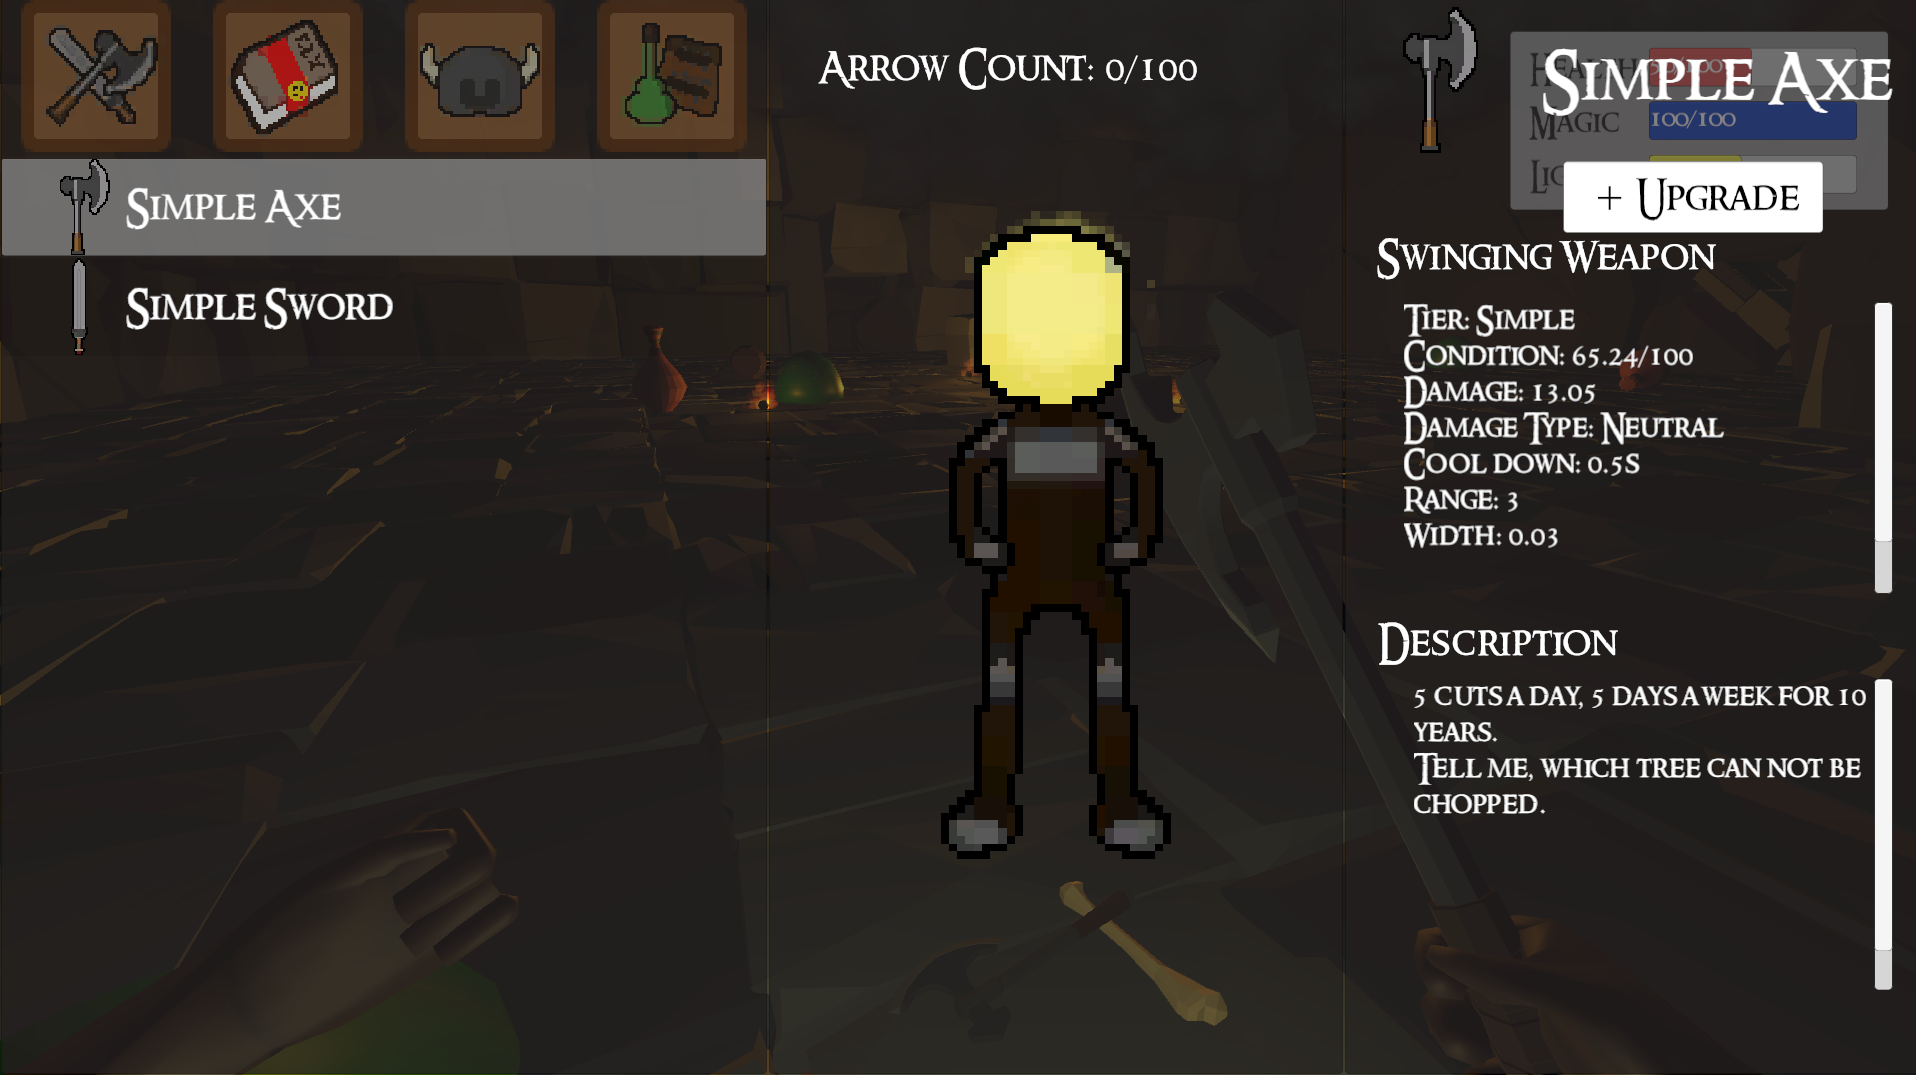 Arrow Count: 0/100
Simple Axe
Simple Sword
Simple Axe
Magic 100/100
+ Upgrade
Swinging Weapon
Tier: Simple
Condition: 65.24/100
Damage: 13.05
Damage Type: Neutral
Cool down: 0.5s
Range: 3
Width: 0.03
Description
5 cuts a day, 5 days a week for 10
years.
Tell me, which tree can not be
chopped.